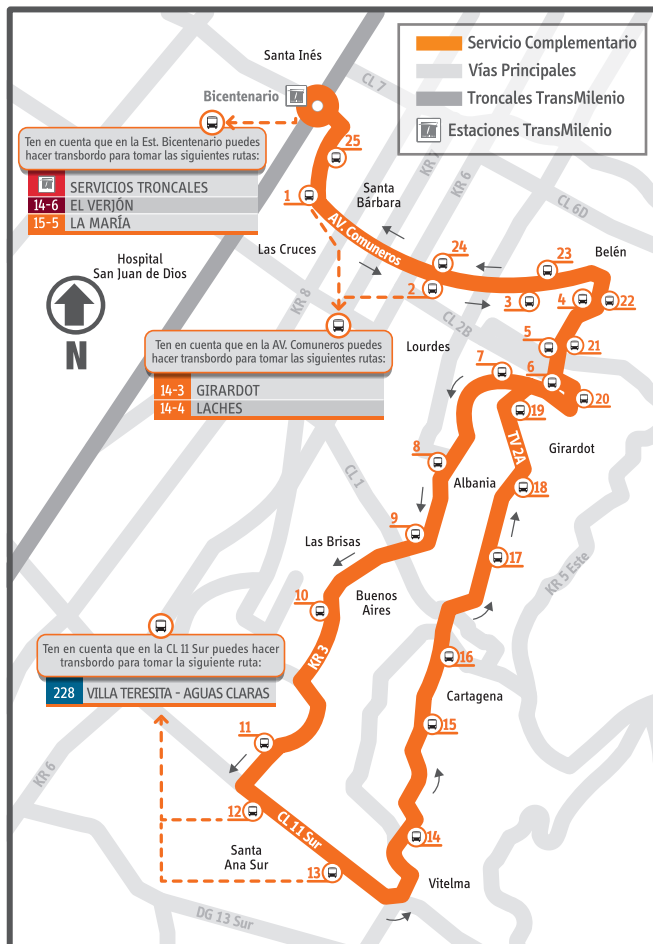 Servicio Complementario
Vías Principales
Troncales TransMilenio
Estaciones TransMilenio
Santa Inés
Bicentenario
CL 7
Ten en cuenta que en la Est. Bicentenario puedes
hacer transbordo para tomar las siguientes rutas:
SERVICIOS TRONCALES
14-6 EL VERJÓN
15-5 LA MARÍA
25
1
KR 7
KR 6
Santa
Bárbara
CL 6D
AV. Comuneros
Las Cruces
24
23
Belén
Hospital
San Juan de Dios
KR 8
2
3
4
22
N
CL 2B
Ten en cuenta que en la AV. Comuneros puedes
hacer transbordo para tomar las siguientes rutas:
14-3 GIRARDOT
14-4 LACHES
Lourdes
5
21
7
6
20
19
Girardot
TV 2A
8
CL 1
Albania
18
9
Las Brisas
17
KR 5 Este
Buenos
Aires
10
Ten en cuenta que en la CL 11 Sur puedes hacer
transbordo para tomar la siguiente ruta:
228 VILLA TERESITA - AGUAS CLARAS
KR 3
16
Cartagena
15
11
KR 6
12
CL 11 Sur
14
Santa
Ana Sur
13
Vitelma
DG 13 Sur